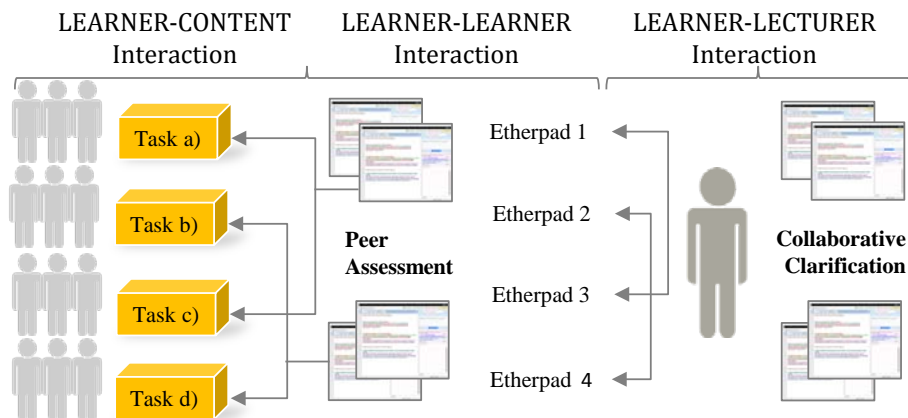 LEARNER-CONTENT
Interaction
LEARNER-LEARNER
Interaction
LEARNER-LECTURER
Interaction
Task a)
Task b)
Task c)
Task d)
Peer
Assessment
Etherpad 1
Etherpad 2
Etherpad 3
Etherpad 4
Collaborative
Clarification